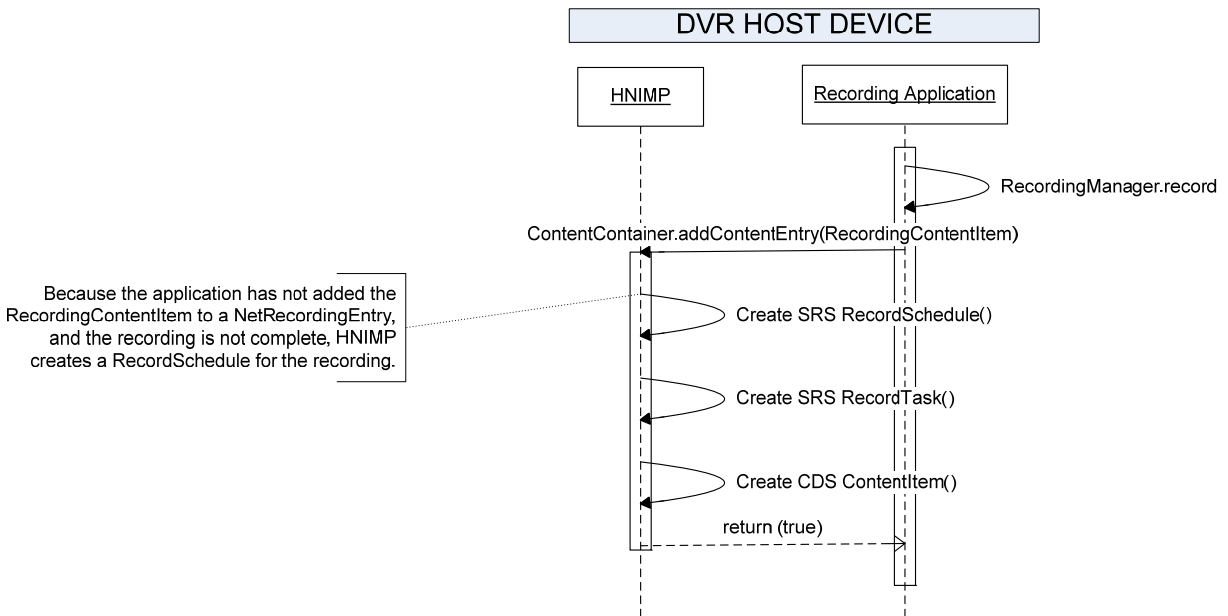 DVR HOST DEVICE
HNIMP
Recording Application
RecordingManager.record
ContentContainer.addContentEntry(RecordingContentItem)
Because the application has not added the
RecordingContentItem to a NetRecordingEntry,
and the recording is not complete, HNIMP
creates a RecordSchedule for the recording.
Create SRS RecordSchedule()
Create SRS RecordTask()
Create CDS ContentItem()
return (true)